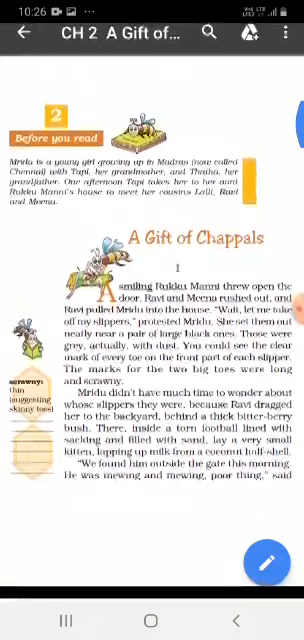 10:26
CH 2 A Gift of...
2
Before you read
Mridu is a young girl growing up in Madras (now called
Chennai) with Tapi, her grandmother, and Thatha, her
grandfather. One afternoon Tapi takes her to her aunt
Rukku Manni's house to meet her cousins Lalli, Ravi
and Meena.
A Gift of Chappals
I
A smiling Rukku Manni threw open the
door. Ravi and Meena rushed out, and
Ravi pulled Mridu into the house. "Wait, let me take
off my slippers," protested Mridu. She set them out
neatly near a pair of large black ones. Those were
grey, actually, with dust. You could see the clear
mark of every toe on the front part of each slipper.
The marks for the two big toes were long
and scrawny.
scrawny:
thin
(suggesting
skinny toes)
Mridu didn't have much time to wonder about
whose slippers they were, because Ravi dragged
her to the backyard, behind a thick bitter-berry
bush. There, inside a torn football lined with
sacking and filled with sand, lay a very small
kitten, lapping up milk from a coconut half-shell.
"We found him outside the gate this morning.
He was mewing and mewing, poor thing," said